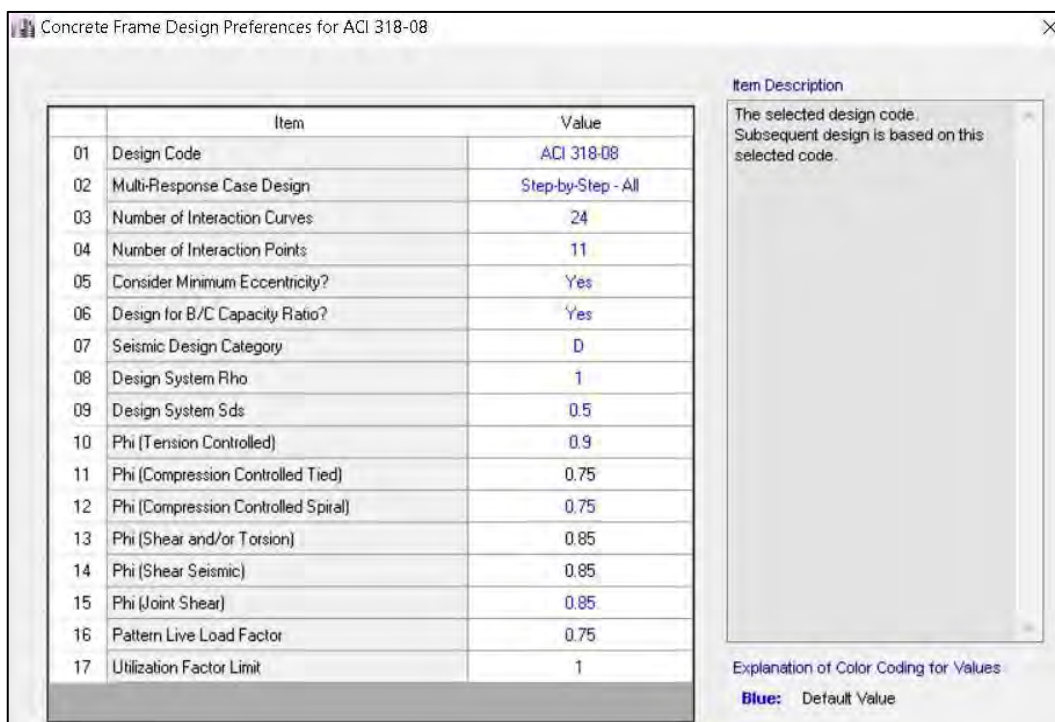 Concrete Frame Design Preferences for ACI 318-08
Item Value
01 Design Code ACI 318-08
02 Multi-Response Case Design Step-by-Step - All
03 Number of Interaction Curves 24
04 Number of Interaction Points 11
05 Consider Minimum Eccentricity? Yes
06 Design for B/C Capacity Ratio? Yes
07 Seismic Design Category D
08 Design System Rho 1
09 Design System Sds 0.5
10 Phi (Tension Controlled) 0.9
11 Phi (Compression Controlled Tied) 0.75
12 Phi (Compression Controlled Spiral) 0.75
13 Phi (Shear and/or Torsion) 0.85
14 Phi (Shear Seismic) 0.85
15 Phi (Joint Shear) 0.85
16 Pattern Live Load Factor 0.75
17 Utilization Factor Limit 1
Item Description
The selected design code.
Subsequent design is based on this
selected code.
Explanation of Color Coding for Values
Blue: Default Value